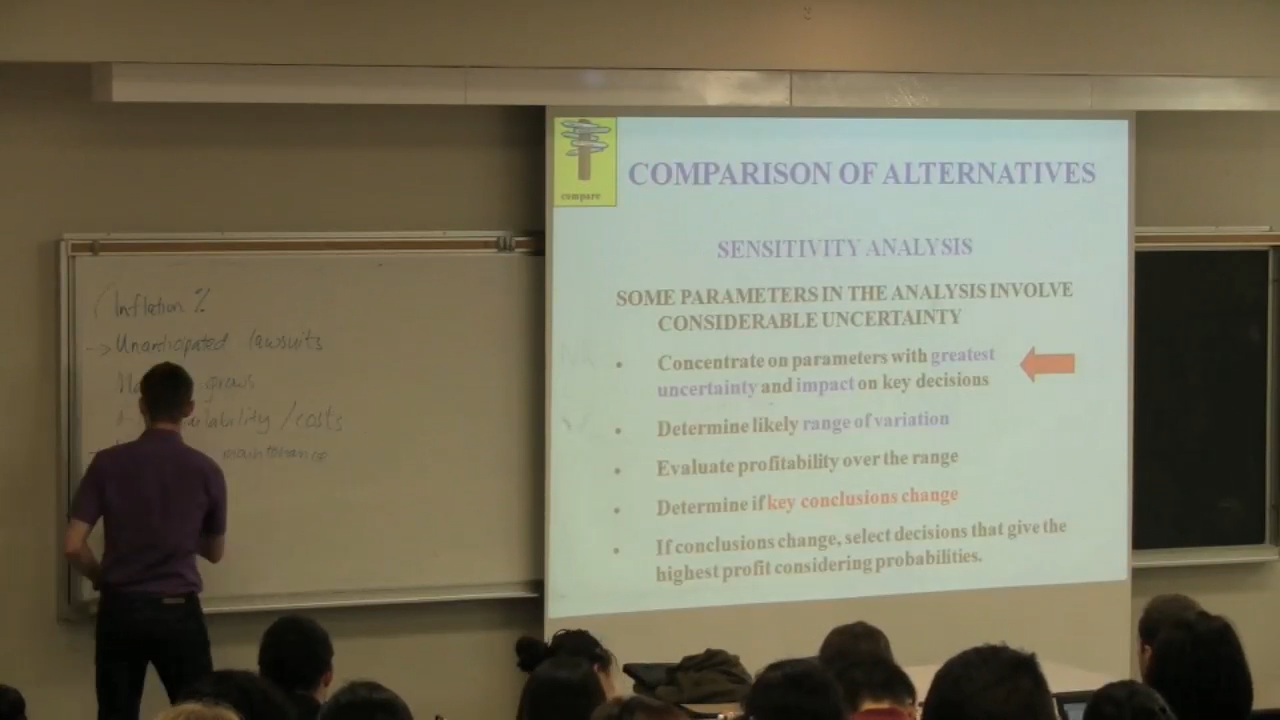 Inflation %
Unanticipated lawsuits
/costs
maintenance
compare
COMPARISON OF ALTERNATIVES
SENSITIVITY ANALYSIS
SOME PARAMETERS IN THE ANALYSIS INVOLVE
CONSIDERABLE UNCERTAINTY
• Concentrate on parameters with greatest
uncertainty and impact on key decisions
• Determine likely range of variation
• Evaluate profitability over the range
• Determine if key conclusions change
• If conclusions change, select decisions that give the
highest profit considering probabilities.